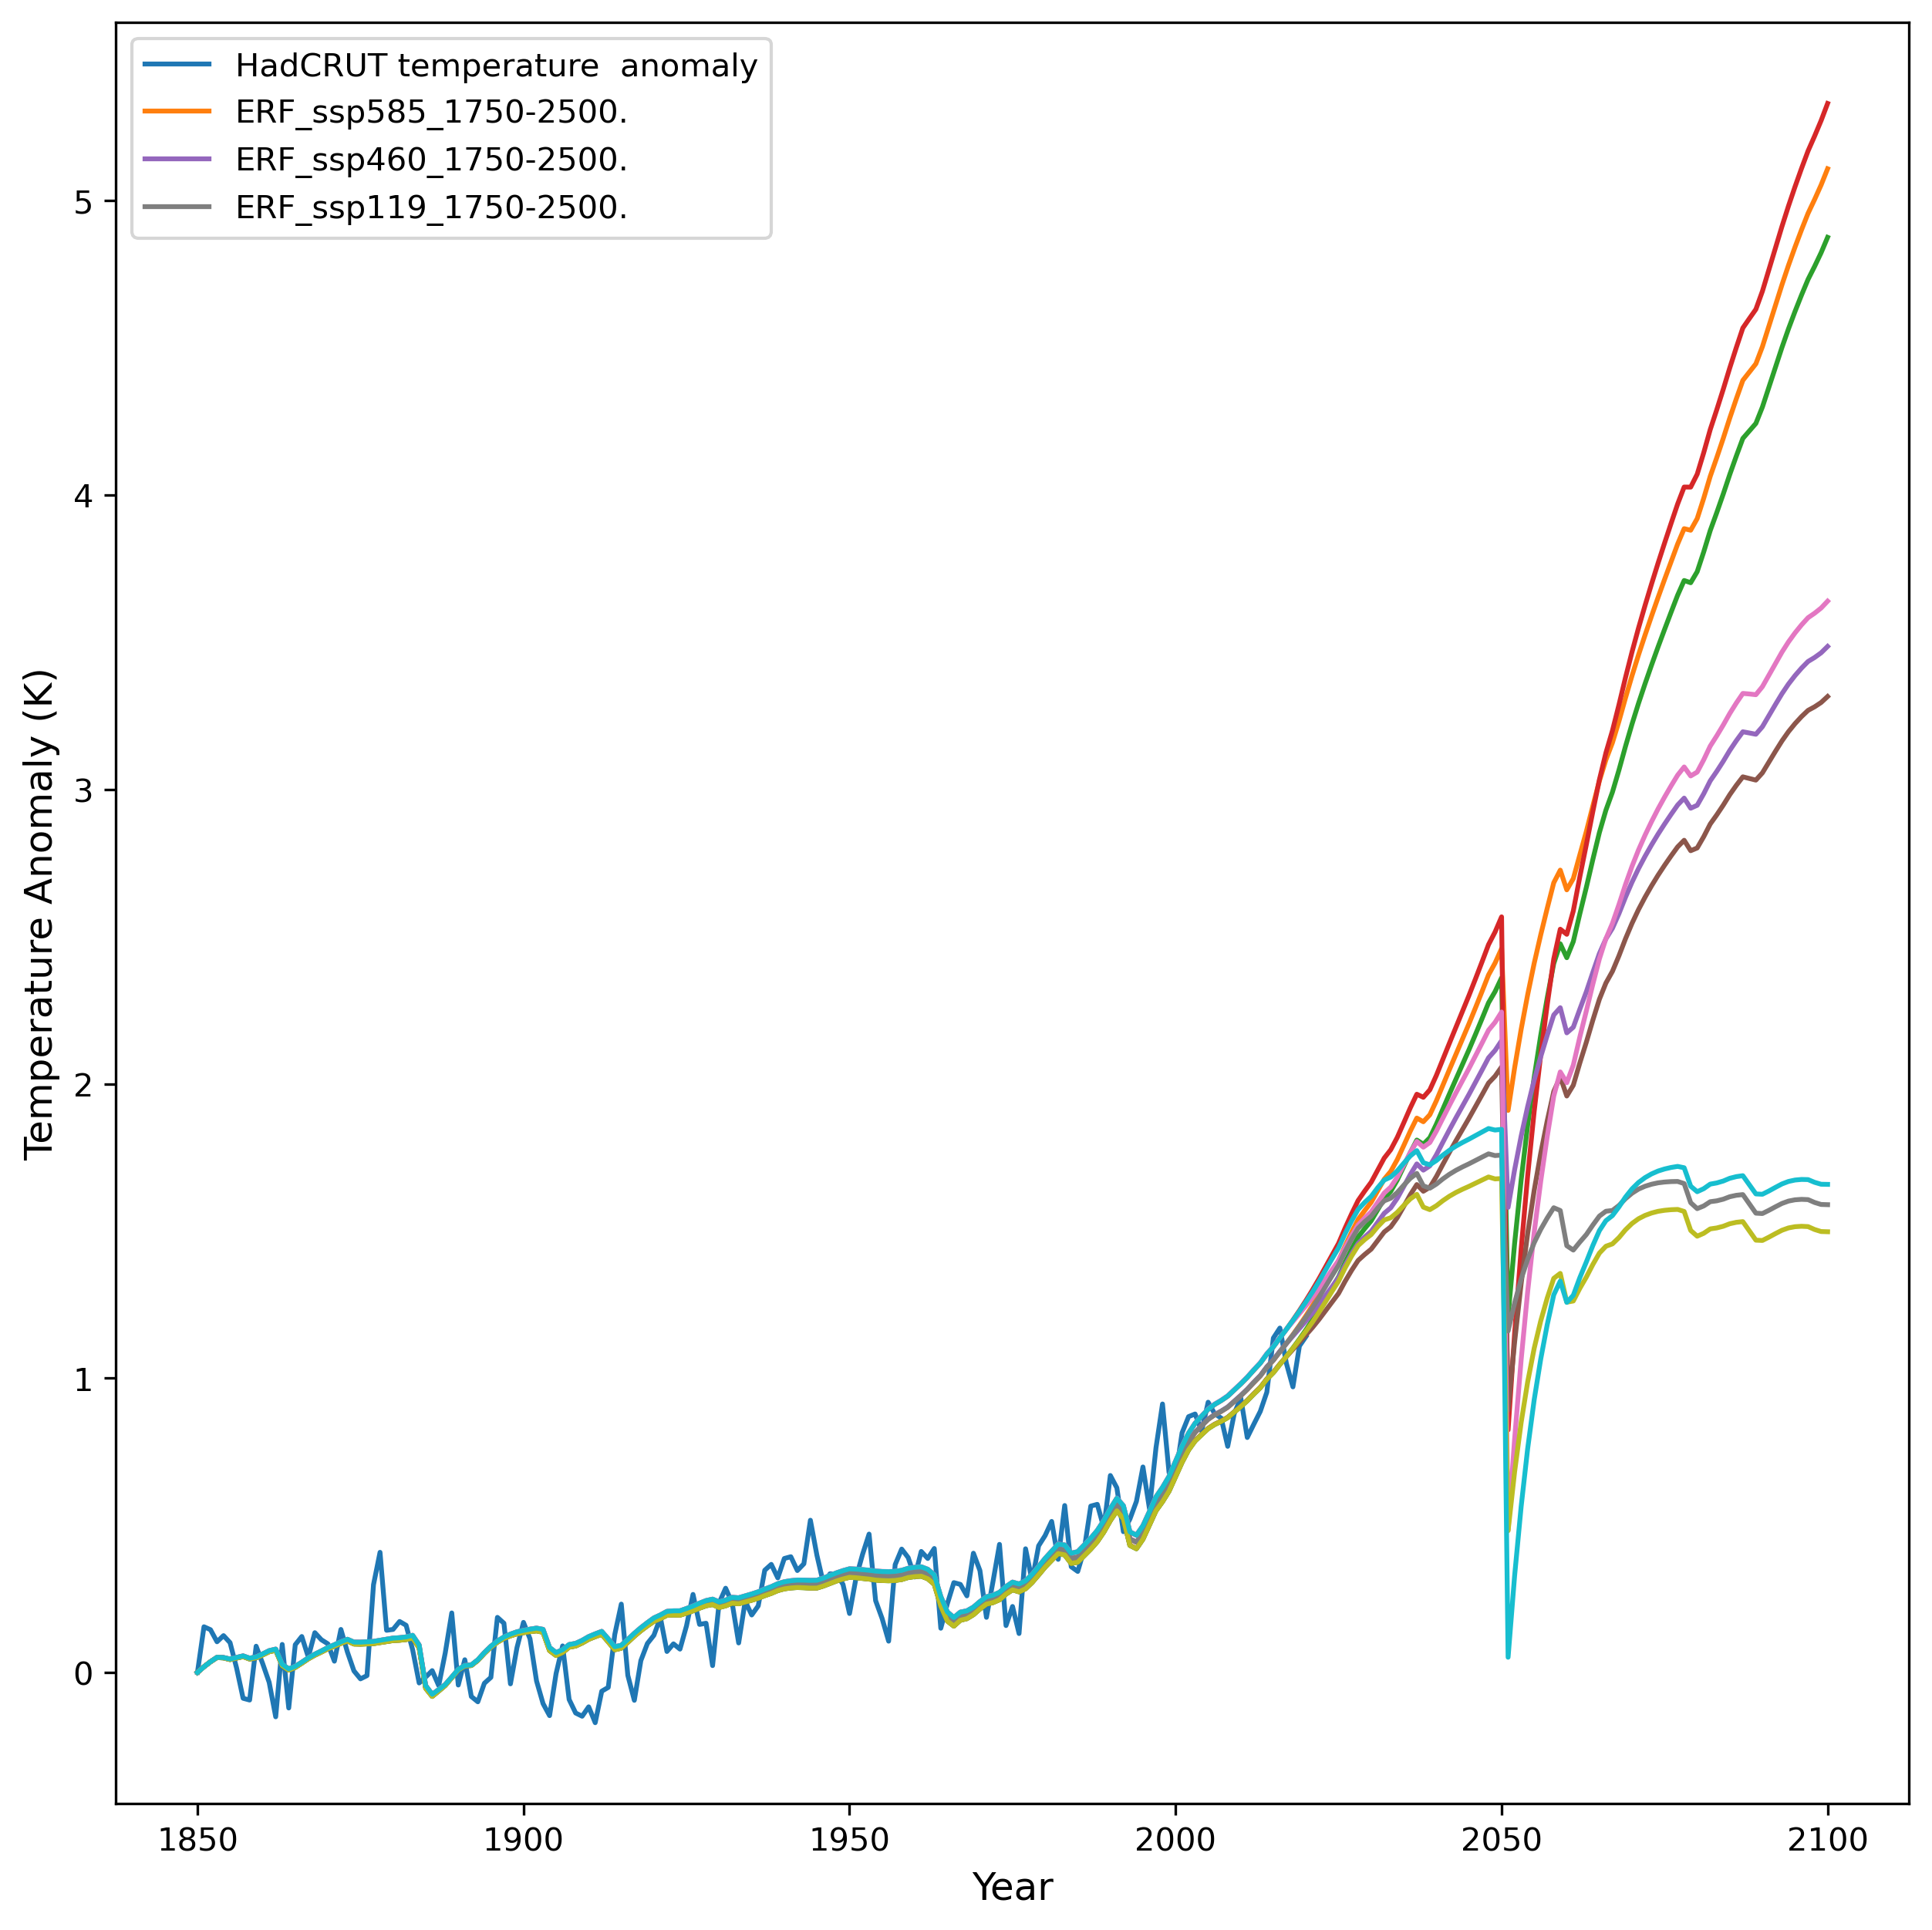 HadCRUT temperature  anomaly
ERF_ssp585_1750-2500.
ERF_ssp460_1750-2500.
ERF_ssp119_1750-2500.
5
4
3
2
1
0
Temperature Anomaly (K)
1850 1900 1950 2000 2050 2100
Year